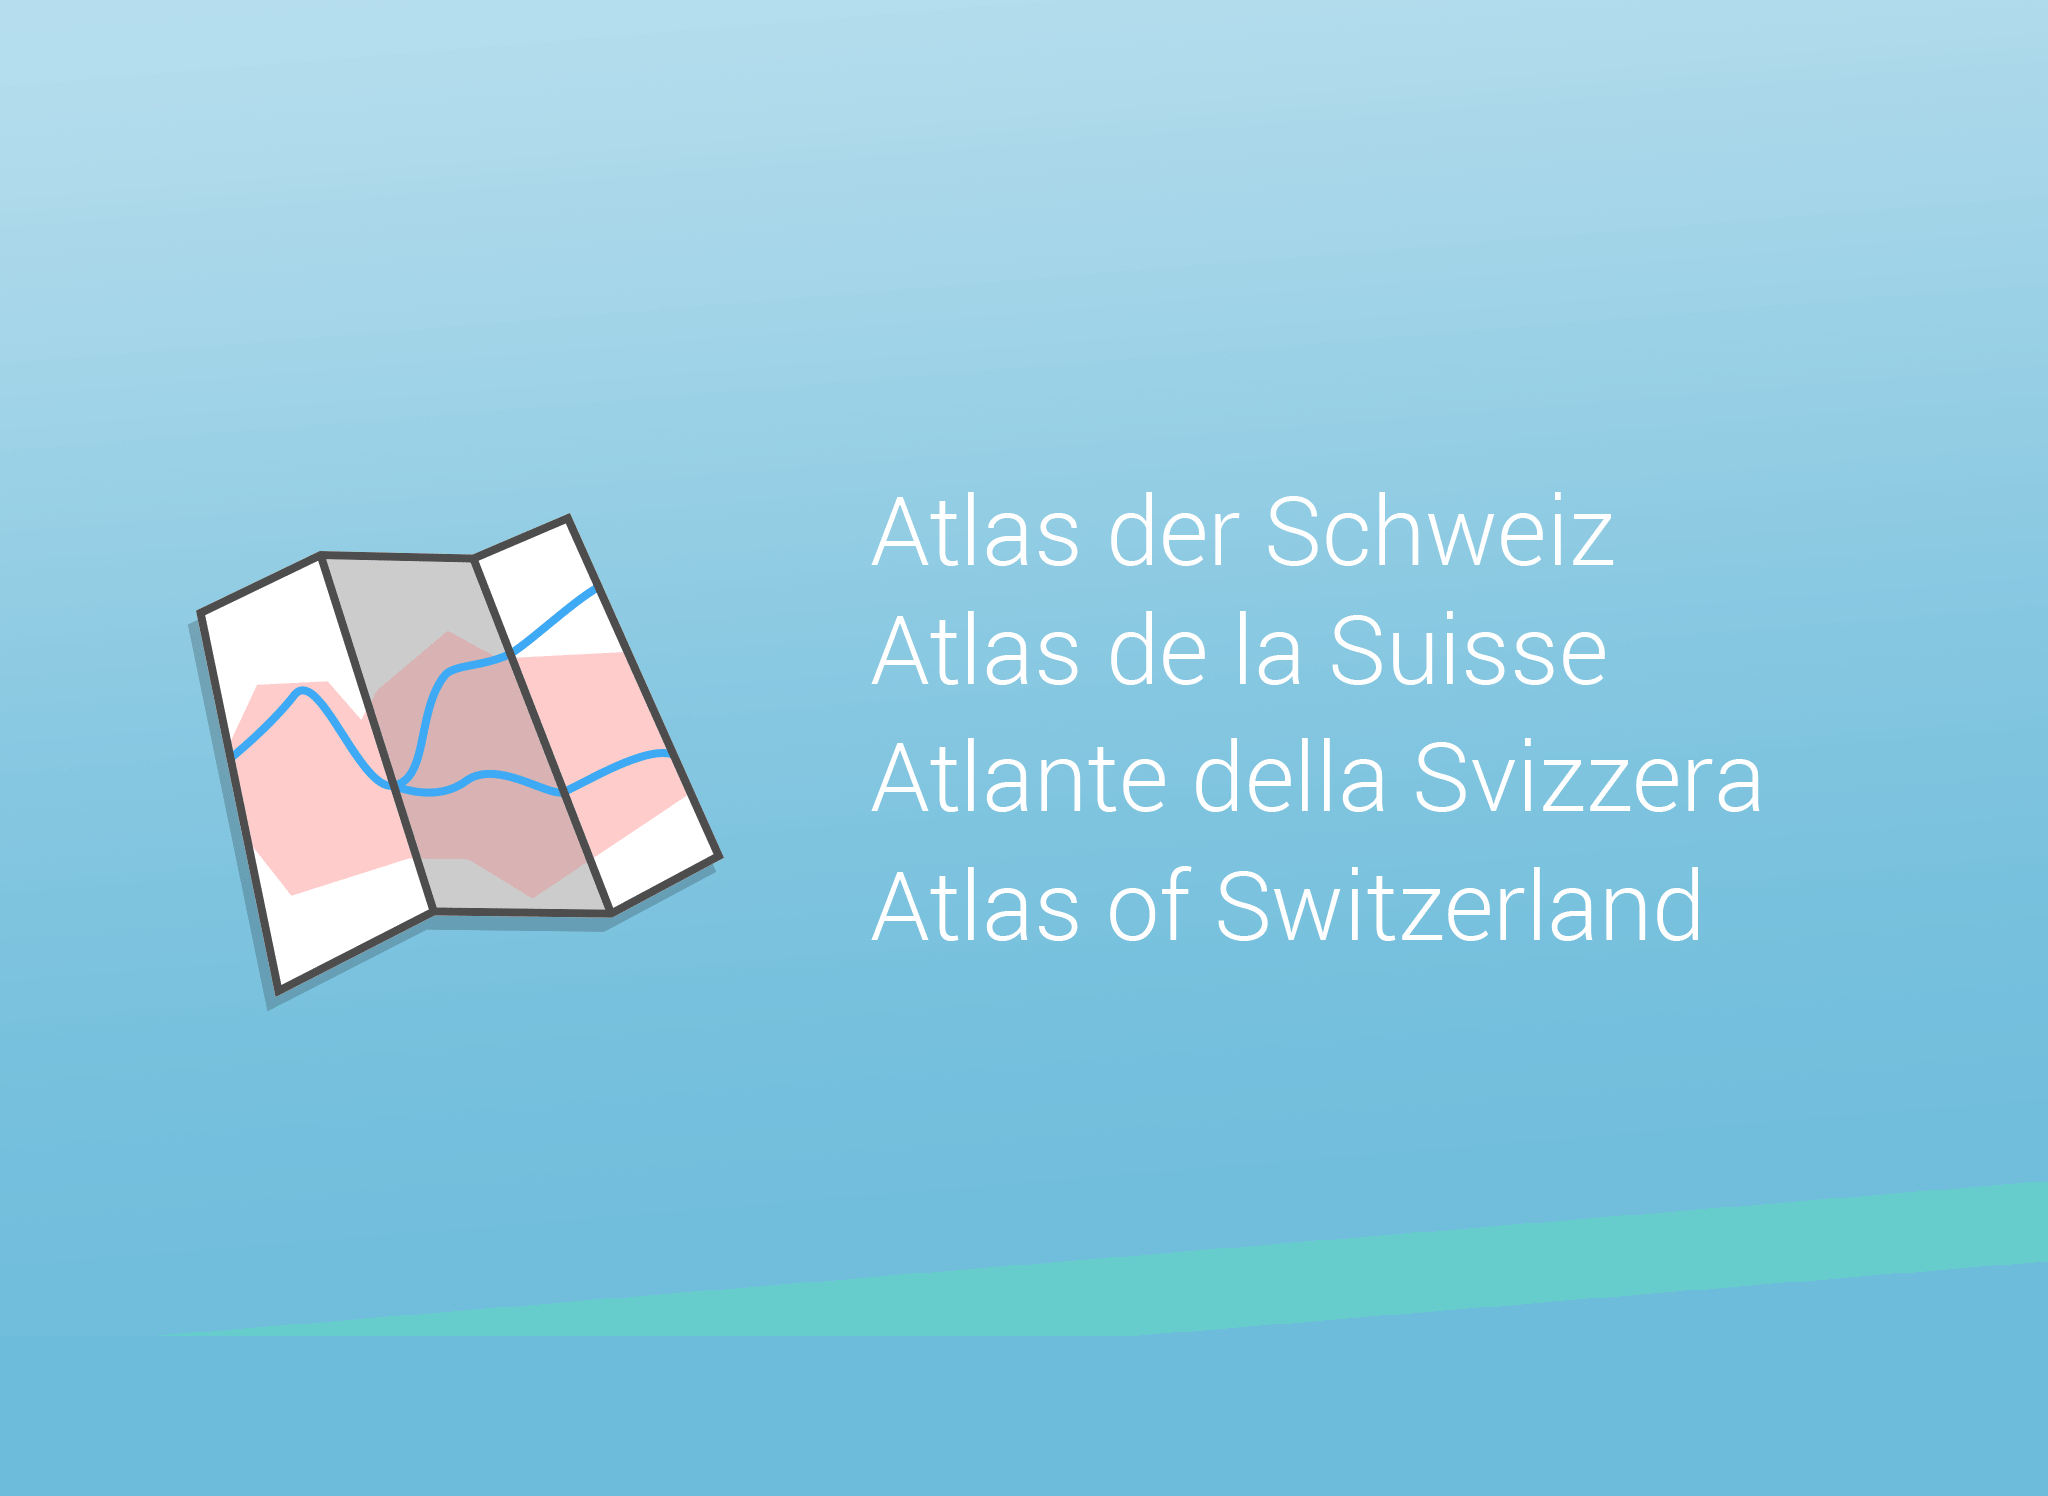 Atlas der Schweiz
Atlas de la Suisse
Atlante della Svizzera
Atlas of Switzerland